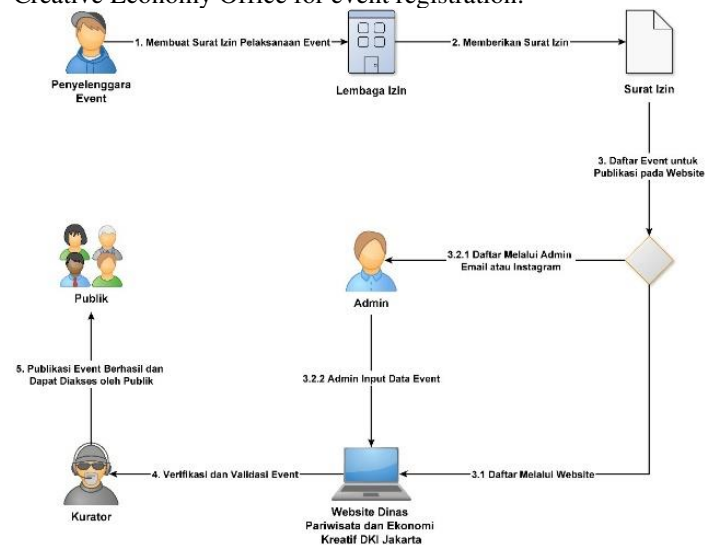 Creative Economy Office for event registration.
1. Membuat Surat Izin Pelaksanaan Event
2. Memberikan Surat Izin
Penyelenggara
Event
Lembaga Izin
Surat Izin
3. Daftar Event untuk
Publikasi pada Website
3.2.1 Daftar Melalui Admin
Email atau Instagram
Publik
Admin
5. Publikasi Event Berhasil dan
Dapat Diakses oleh Publik
3.2.2 Admin Input Data Event
4. Verifikasi dan Validasi Event
3.1 Daftar Melalui Website
Kurator
Website Dinas
Pariwisata dan Ekonomi
Kreatif DKI Jakarta